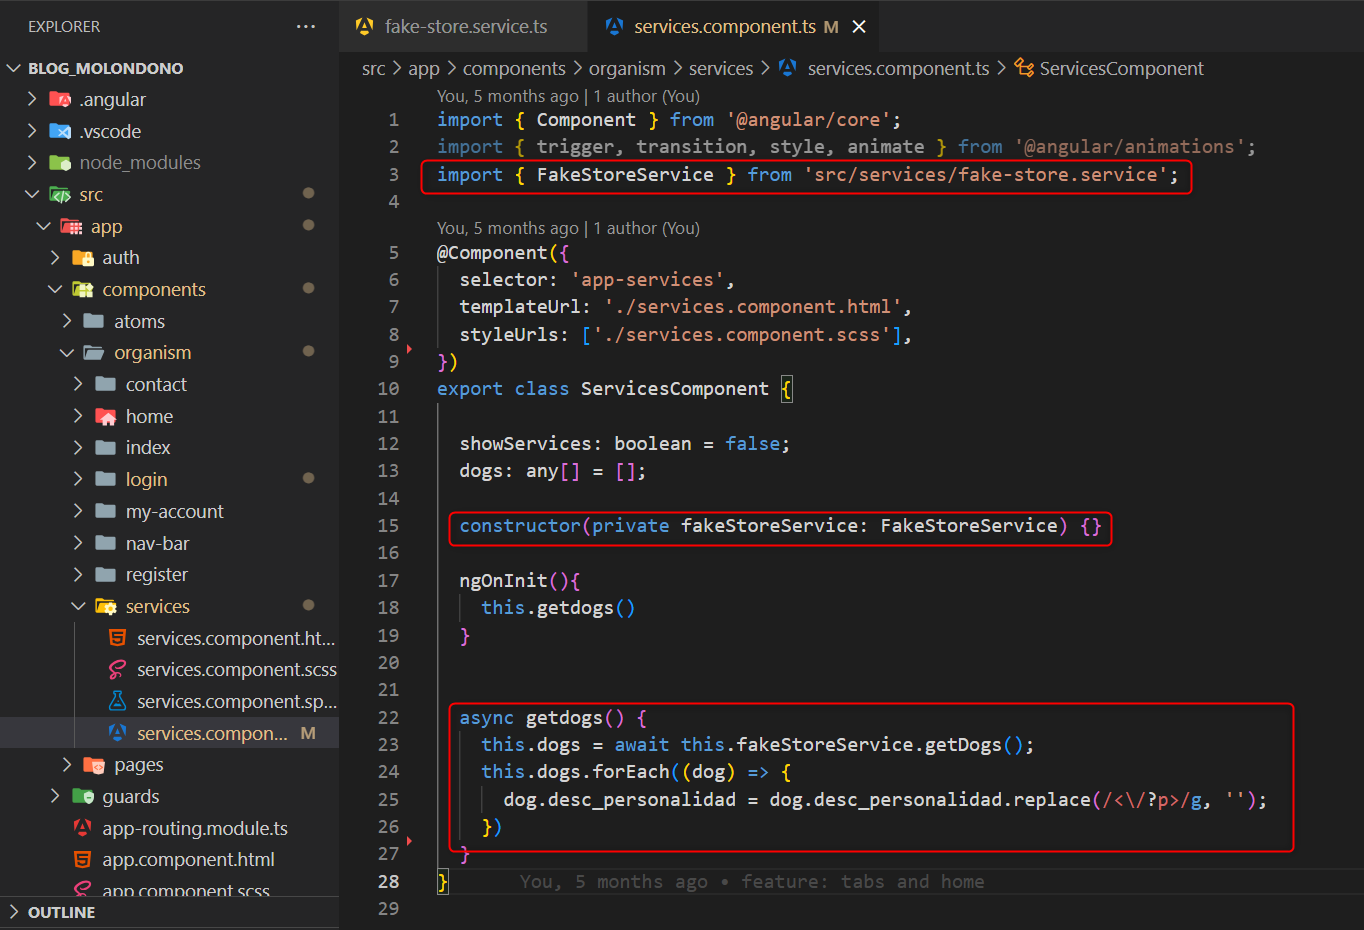 EXPLORER
BLOG_MOLONDONO
.angular
.vscode
node_modules
src
app
auth
components
atoms
organism
contact
home
index
login
my-account
nav-bar
register
services
services.component.ht...
services.component.scss
services.component.sp...
services.compon... M
pages
guards
app-routing.module.ts
app.component.html
app.component.scss
OUTLINE
fake-store.service.ts
services.component.ts M
src > app > components > organism > services > services.component.ts > ServicesComponent
You, 5 months ago | 1 author (You)
1 import { Component } from '@angular/core';
2 import { trigger, transition, style, animate } from '@angular/animations';
3 import { FakeStoreService } from 'src/services/fake-store.service';
4
You, 5 months ago | 1 author (You)
5 @Component({
6 selector: 'app-services',
7 templateUrl: './services.component.html',
8 styleUrls: ['./services.component.scss'],
9 })
10 export class ServicesComponent {
11
12 showServices: boolean = false;
13 dogs: any[] = [];
14
15 constructor(private fakeStoreService: FakeStoreService) {}
16
17 ngOnInit(){
18 this.getdogs()
19 }
20
21
22 async getdogs() {
23 this.dogs = await this.fakeStoreService.getDogs();
24 this.dogs.forEach((dog) => {
25 dog.desc_personalidad = dog.desc_personalidad.replace(/<\/?p>/g, '');
26 })
27 }
28 } You, 5 months ago • feature: tabs and home
29